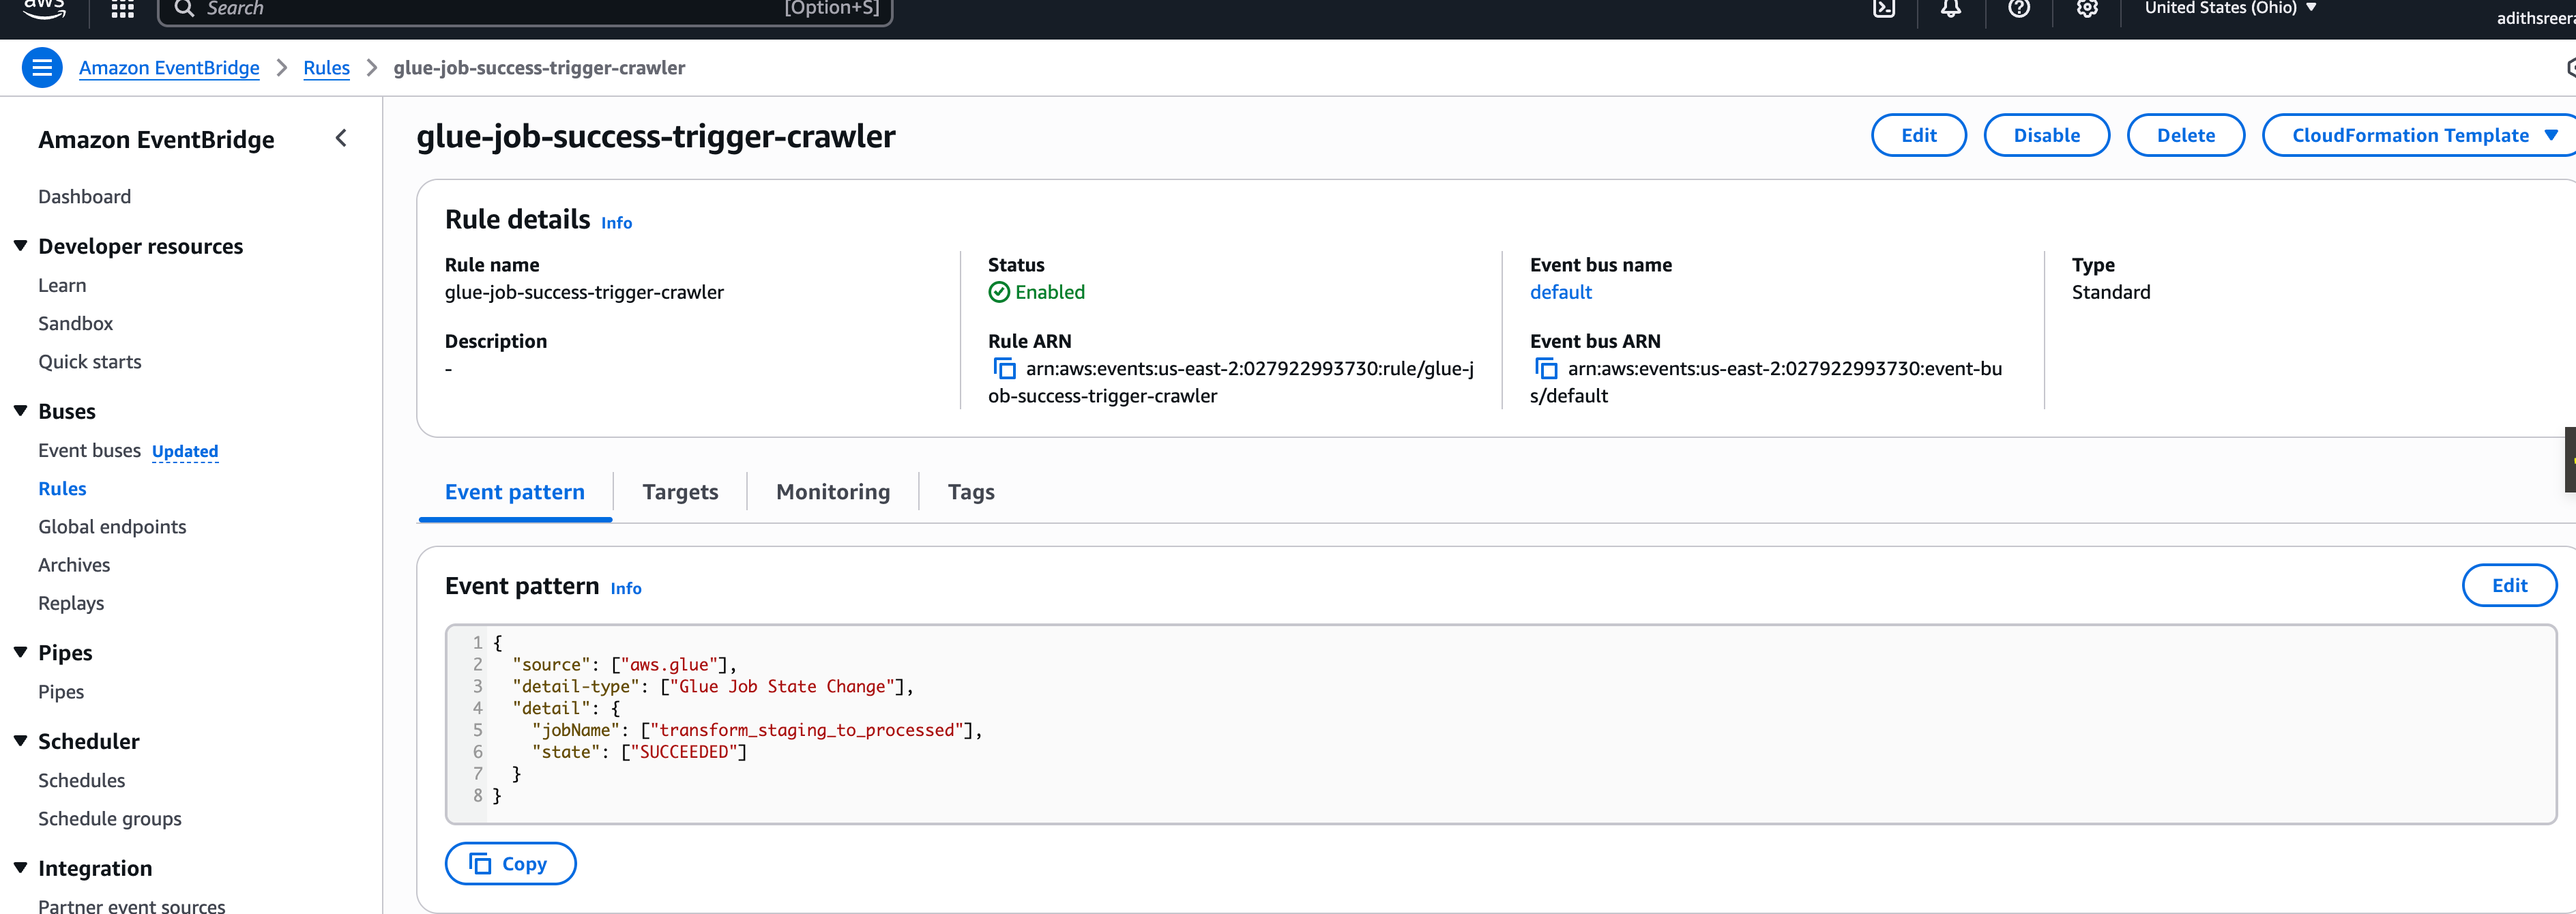 aws
Search
[Option+S]
United States (Ohio)
Amazon EventBridge
Rules
glue-job-success-trigger-crawler
Amazon EventBridge
Dashboard
Developer resources
Learn
Sandbox
Quick starts
Buses
Event buses Updated
Rules
Global endpoints
Archives
Replays
Pipes
Pipes
Scheduler
Schedules
Schedule groups
Integration
Partner event sources
glue-job-success-trigger-crawler
Edit
Disable
Delete
CloudFormation Template
Rule details Info
Rule name
glue-job-success-trigger-crawler
Description
-
Status
Enabled
Rule ARN
arn:aws:events:us-east-2:027922993730:rule/glue-j
ob-success-trigger-crawler
Event bus name
default
Event bus ARN
arn:aws:events:us-east-2:027922993730:event-bu
s/default
Type
Standard
Event pattern
Targets
Monitoring
Tags
Event pattern Info
Edit
1 {
2 "source": ["aws.glue"],
3 "detail-type": ["Glue Job State Change"],
4 "detail": {
5 "jobName": ["transform_staging_to_processed"],
6 "state": ["SUCCEEDED"]
7 }
8 }
Copy